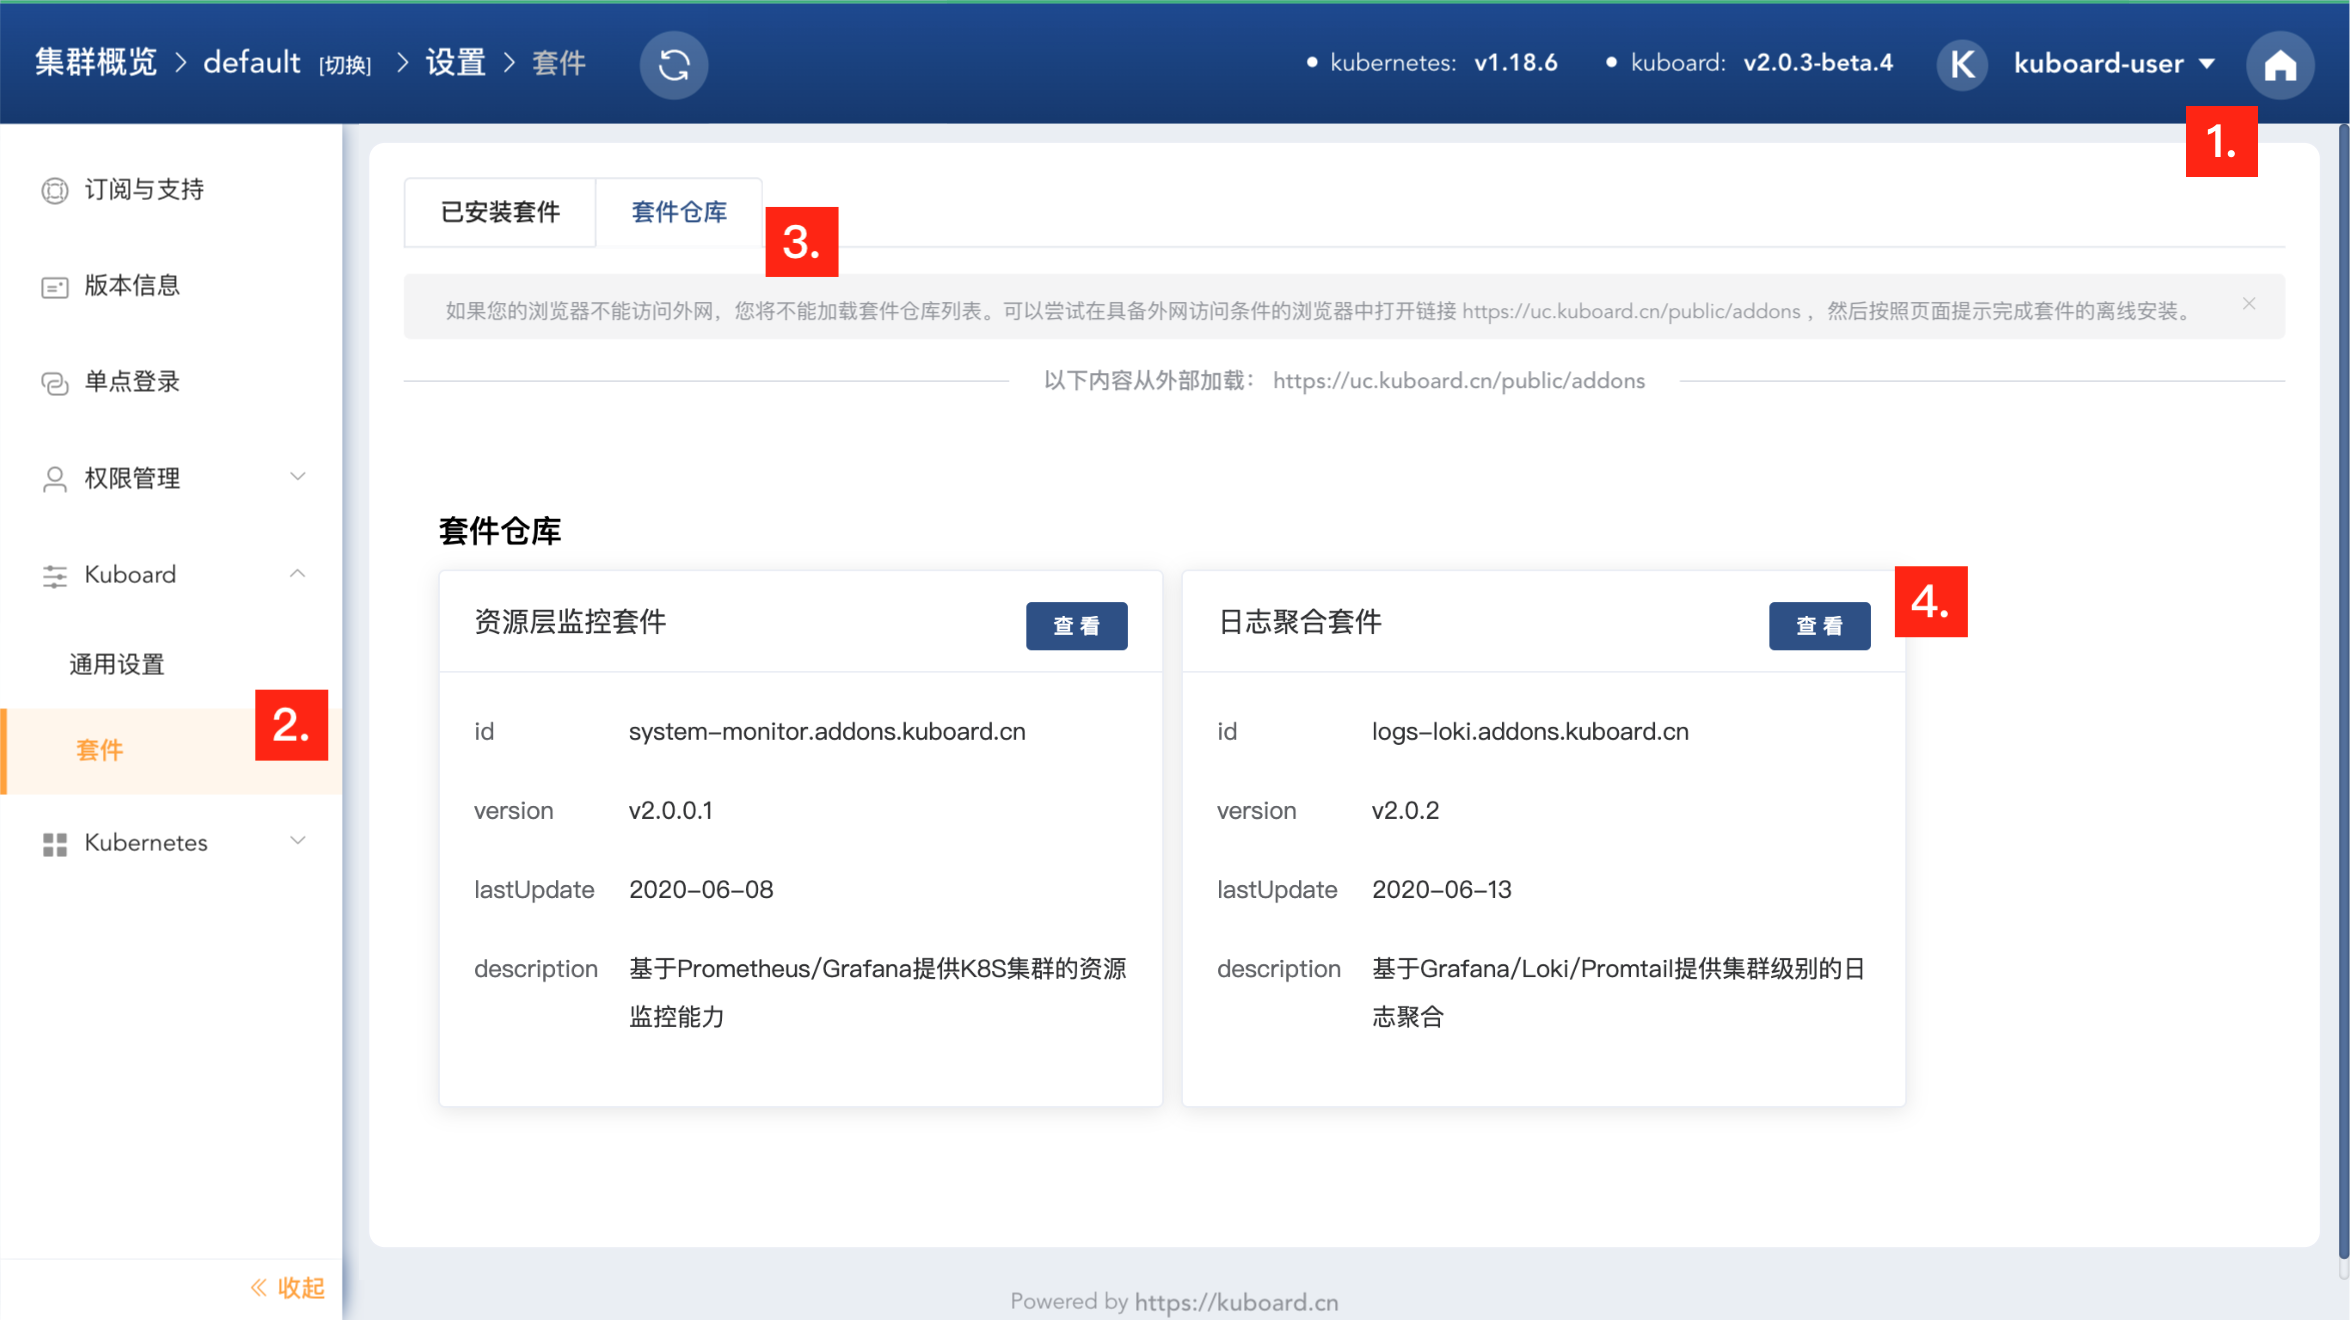 集群概览 > default [切换] > 设置 > 套件
• kubernetes: v1.18.6 • kuboard: v2.0.3-beta.4 K kuboard-user
1.
订阅与支持
版本信息
单点登录
权限管理
Kuboard
通用设置
套件
2.
Kubernetes
« 收起
已安装套件 套件仓库
3.
如果您的浏览器不能访问外网，您将不能加载套件仓库列表。可以尝试在具备外网访问条件的浏览器中打开链接 https://uc.kuboard.cn/public/addons ，然后按照页面提示完成套件的离线安装。
以下内容从外部加载： https://uc.kuboard.cn/public/addons
套件仓库
资源层监控套件 查 看
id system-monitor.addons.kuboard.cn
version v2.0.0.1
lastUpdate 2020-06-08
description 基于Prometheus/Grafana提供K8S集群的资源
监控能力
日志聚合套件 查 看
4.
id logs-loki.addons.kuboard.cn
version v2.0.2
lastUpdate 2020-06-13
description 基于Grafana/Loki/Promtail提供集群级别的日
志聚合
Powered by https://kuboard.cn